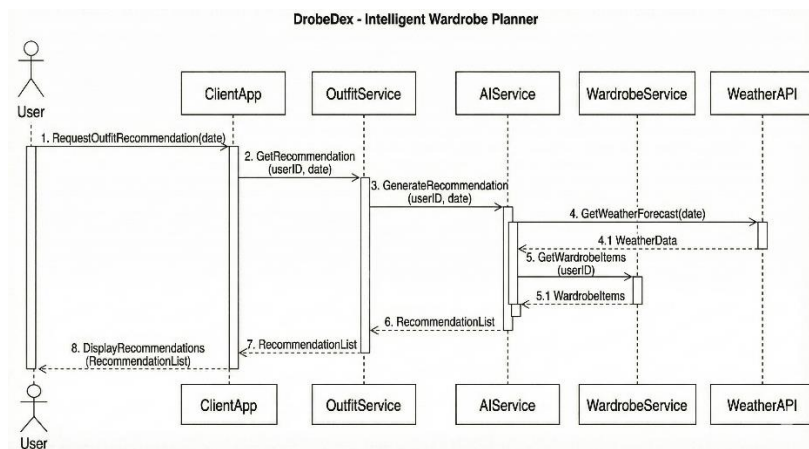 DrobeDex - Intelligent Wardrobe Planner
User
ClientApp
OutfitService
AIService
WardrobeService
WeatherAPI
1. RequestOutfitRecommendation(date)
2. GetRecommendation
(userID, date)
3. GenerateRecommendation
(userID, date)
4. GetWeatherForecast(date)
4.1 WeatherData
5. GetWardrobeItems
(userID)
5.1 WardrobeItems
6. RecommendationList
7. RecommendationList
8. DisplayRecommendations
(RecommendationList)
User
ClientApp
OutfitService
AIService
WardrobeService
WeatherAPI